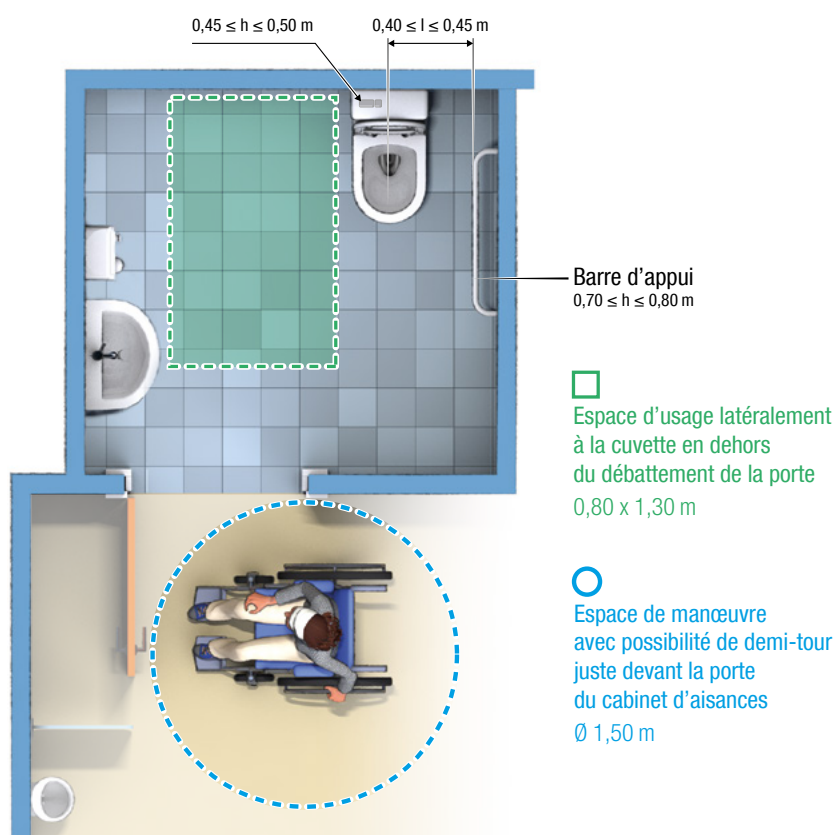 0,45 ≤ h ≤ 0,50 m
0,40 ≤ l ≤ 0,45 m
Barre d’appui
0,70 ≤ h ≤ 0,80 m
Espace d’usage latéralement
à la cuvette en dehors
du débattement de la porte
0,80 x 1,30 m
Espace de manœuvre
avec possibilité de demi-tour
juste devant la porte
du cabinet d’aisances
Ø 1,50 m